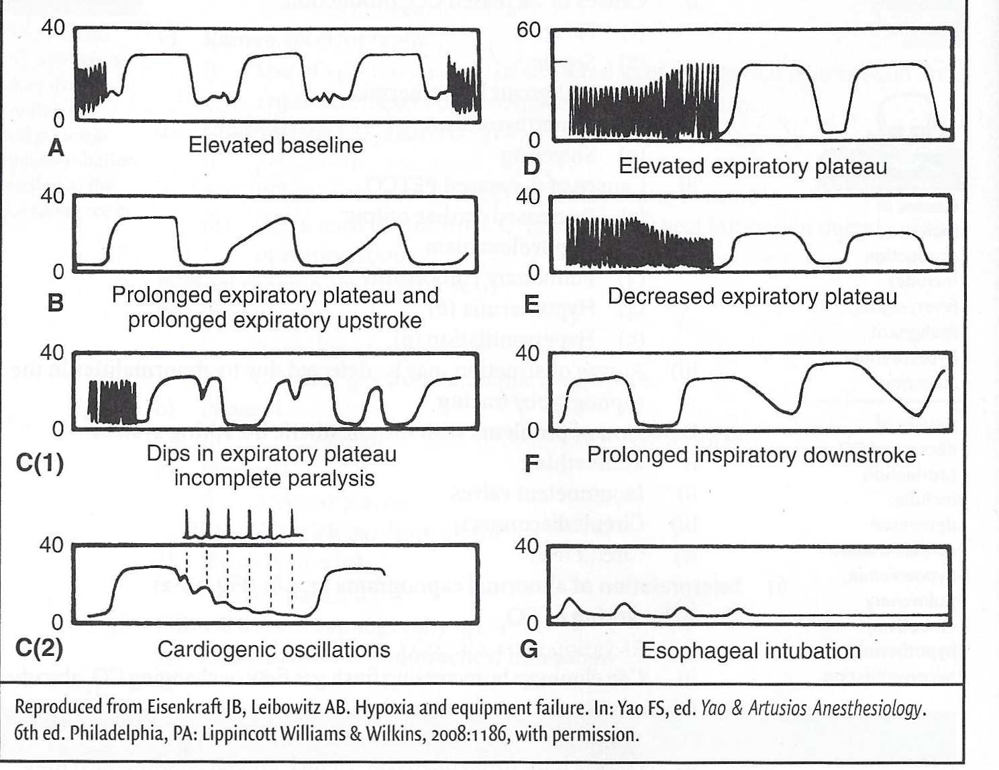 40
0
A
Elevated baseline
60
0
D
Elevated expiratory plateau
40
0
B
Prolonged expiratory plateau and
prolonged expiratory upstroke
40
0
E
Decreased expiratory plateau
40
0
C(1)
Dips in expiratory plateau
incomplete paralysis
40
0
F
Prolonged inspiratory downstroke
40
0
C(2)
Cardiogenic oscillations
40
0
G
Esophageal intubation
Reproduced from Eisenkraft JB, Leibowitz AB. Hypoxia and equipment failure. In: Yao FS, ed. Yao & Artusios Anesthesiology.
6th ed. Philadelphia, PA: Lippincott Williams & Wilkins, 2008:1186, with permission.